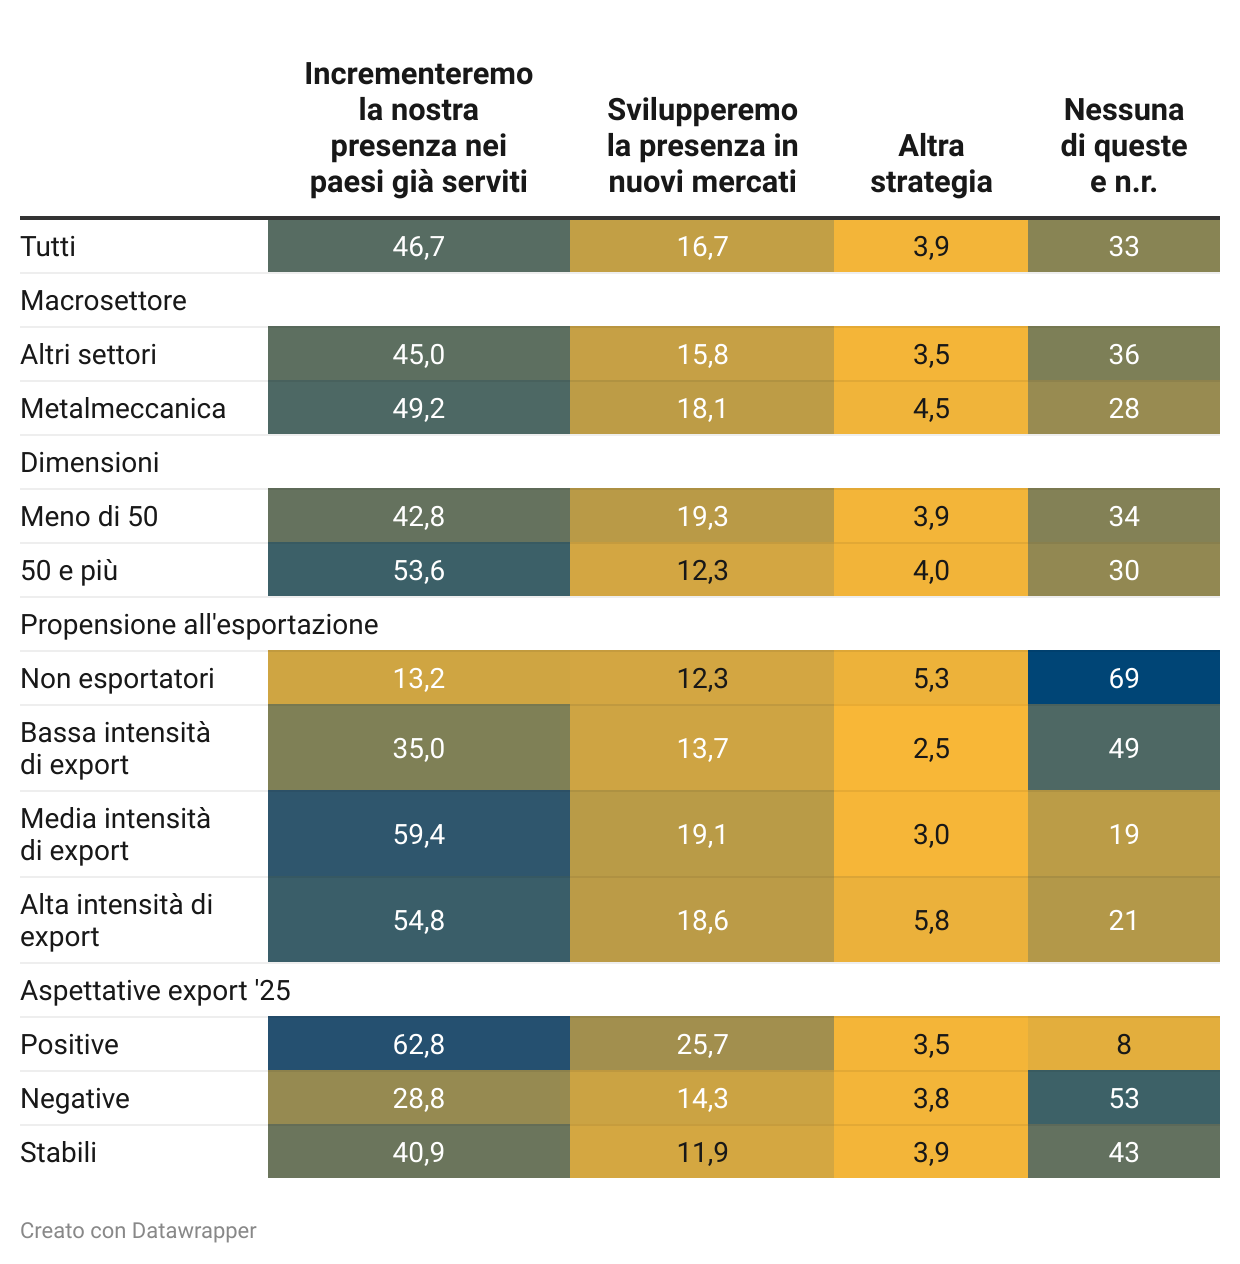 Incrementeremo
la nostra
presenza nei
paesi già serviti
Sviluppeремo
la presenza in
nuovi mercati
Altra
strategia
Nessuna
di queste
e n.r.
Tutti 46,7 16,7 3,9 33
Macrosettore
Altri settori 45,0 15,8 3,5 36
Metalmeccanica 49,2 18,1 4,5 28
Dimensioni
Meno di 50 42,8 19,3 3,9 34
50 e più 53,6 12,3 4,0 30
Propensione all'esportazione
Non esportatori 13,2 12,3 5,3 69
Bassa intensità
di export 35,0 13,7 2,5 49
Media intensità
di export 59,4 19,1 3,0 19
Alta intensità di
export 54,8 18,6 5,8 21
Aspettative export '25
Positive 62,8 25,7 3,5 8
Negative 28,8 14,3 3,8 53
Stabili 40,9 11,9 3,9 43
Creato con Datawrapper